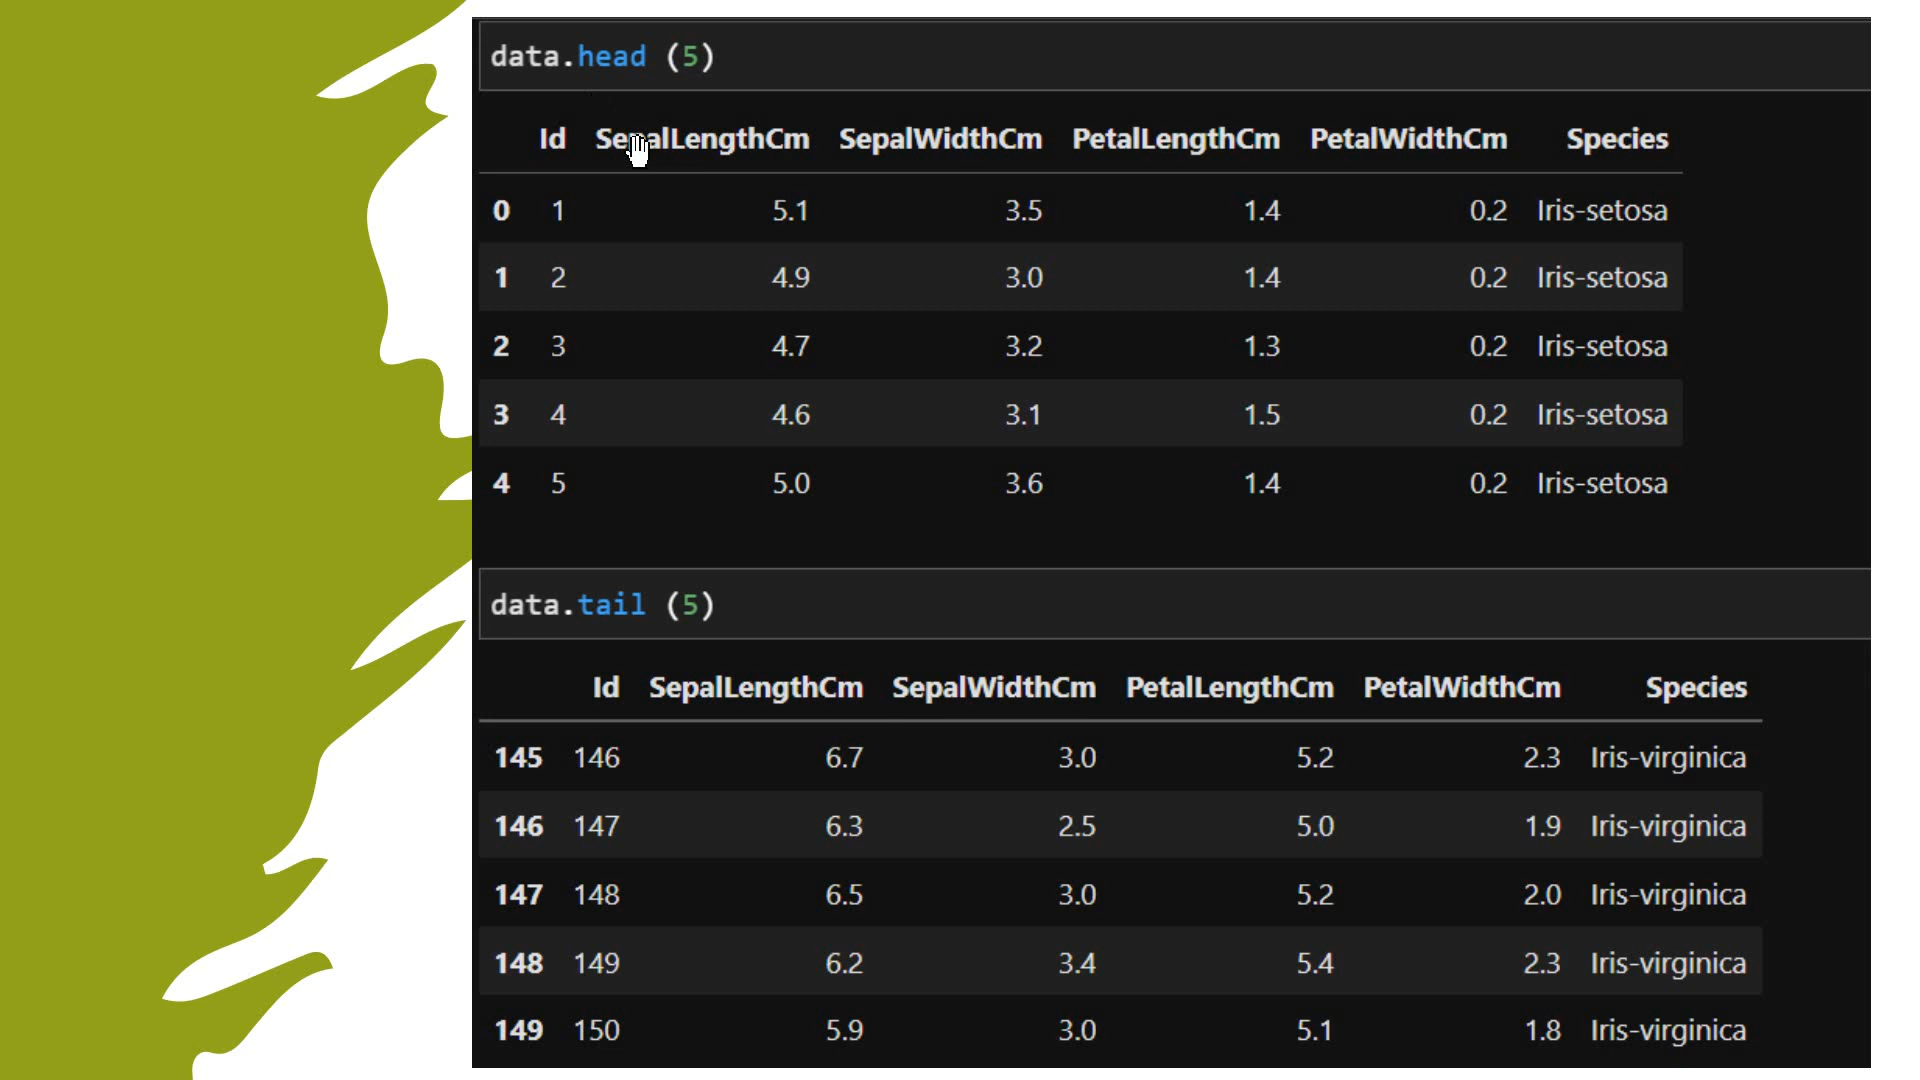 data.head (5)
Id SepalLengthCm SepalWidthCm PetalLengthCm PetalWidthCm Species
0 1 5.1 3.5 1.4 0.2 Iris-setosa
1 2 4.9 3.0 1.4 0.2 Iris-setosa
2 3 4.7 3.2 1.3 0.2 Iris-setosa
3 4 4.6 3.1 1.5 0.2 Iris-setosa
4 5 5.0 3.6 1.4 0.2 Iris-setosa
data.tail (5)
Id SepalLengthCm SepalWidthCm PetalLengthCm PetalWidthCm Species
145 146 6.7 3.0 5.2 2.3 Iris-virginica
146 147 6.3 2.5 5.0 1.9 Iris-virginica
147 148 6.5 3.0 5.2 2.0 Iris-virginica
148 149 6.2 3.4 5.4 2.3 Iris-virginica
149 150 5.9 3.0 5.1 1.8 Iris-virginica